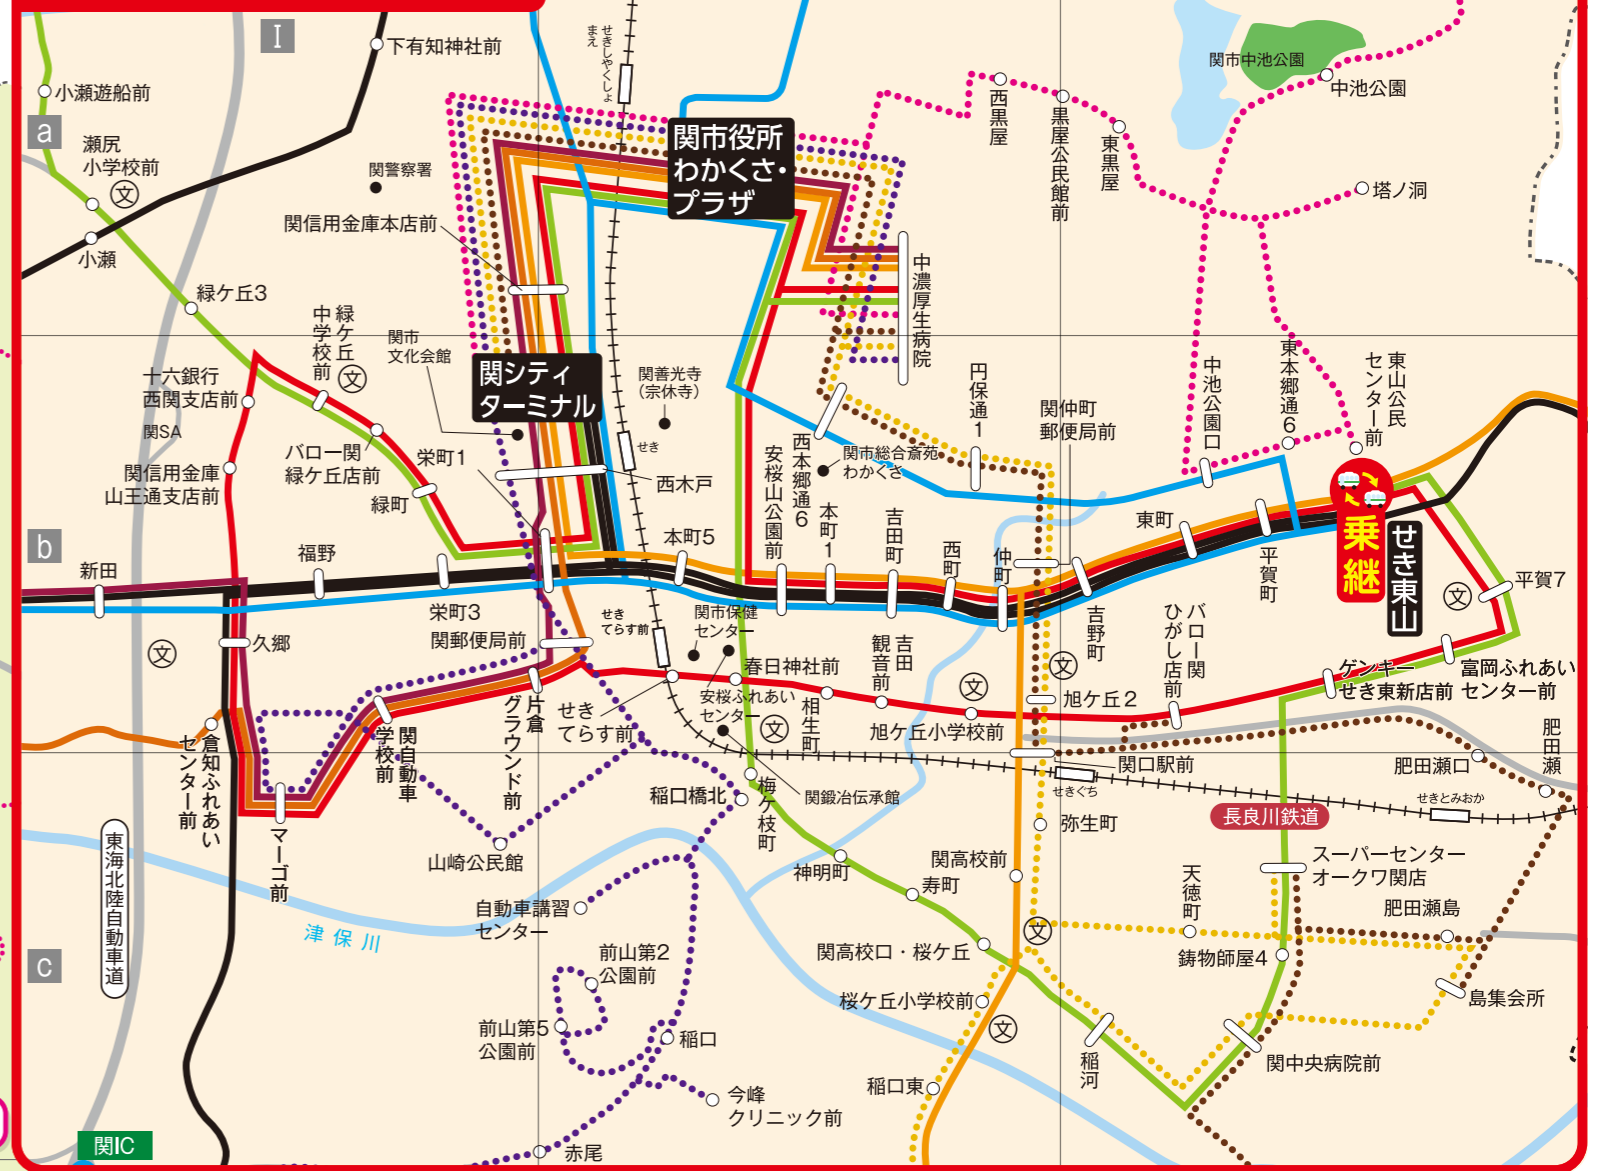 I
下有知神社前
せきしやくしょ
まえ
関市中池公園
中池公園
小瀬遊船前
a
瀬尻
小学校前
文
関警察署
関市役所
わかくさ・
プラザ
西黒屋
黒屋公民館前
東黒屋
塔ノ洞
関信用金庫本店前
小瀬
緑ケ丘3
中濃厚生病院
緑ケ丘
中学校前
文
関市
文化会館
関シティ
ターミナル
関善光寺
(宗休寺)
十六銀行
西関支店前
関SA
バロー関
緑ケ丘店前
栄町1
せき
西木戸
関信用金庫
山王通支店前
緑町
安桜山公園前
西本郷通6
関市総合斎苑
わかくさ
円保通1
関仲町
郵便局前
中池公園口
東本郷通6
東山公民
センター前
b
新田
福野
栄町3
本町5
本町1
吉田町
西町
仲町
東町
平賀町
乗継
せき東山
平賀7
文
文
久郷
関郵便局前
せき
てらす前
関市保健
センター
春日神社前
安桜ふれあい
センター
吉田
観音前
吉野町
文
バロー関
ひがし店前
ゲンキー
せき東新店前
富岡ふれあい
センター前
旭ケ丘2
文
旭ケ丘小学校前
倉知ふれあい
センター前
関自動車
学校前
片倉
グラウンド前
せき
てらす前
相生町
文
関口駅前
せきぐち
肥田瀬口
肥田瀬
せきとみおか
長良川鉄道
稲口橋北
梅ケ枝町
関鍛冶伝承館
弥生町
東海北陸自動車道
マーゴ前
山崎公民館
神明町
寿町
関高校前
スーパーセンター
オークワ関店
天徳町
肥田瀬島
津保川
自動車講習
センター
文
関高校口・桜ケ丘
鋳物師屋4
c
前山第2
公園前
桜ケ丘小学校前
文
島集会所
前山第5
公園前
稲口
稲河
関中央病院前
今峰
クリニック前
稲口東
関IC
赤尾